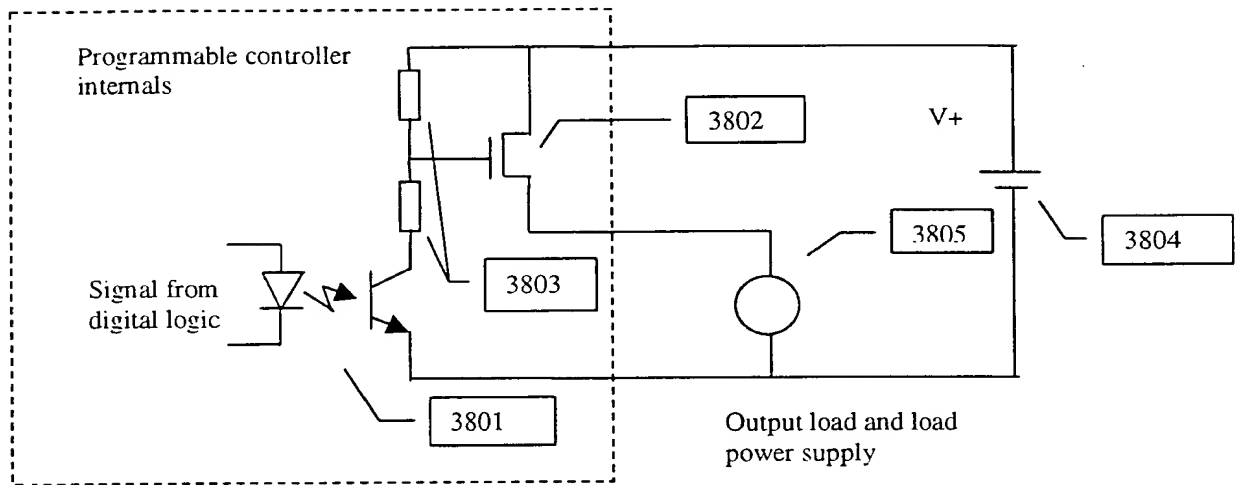 Programmable controller
internals
3802
V+
3805
3804
3803
Signal from
digital logic
3801
Output load and load
power supply